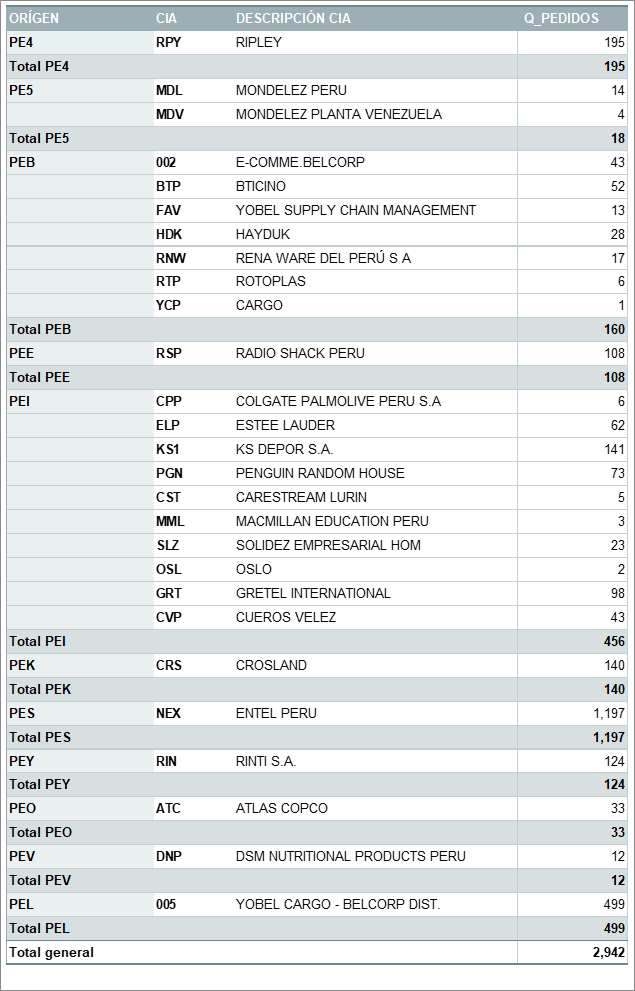 ORÍGEN CIA DESCRIPCIÓN CIA Q_PEDIDOS
PE4 RPY RIPLEY 195
Total PE4 195
PE5 MDL MONDELEZ PERU 14
MDV MONDELEZ PLANTA VENEZUELA 4
Total PE5 18
PEB 002 E-COMME.BELCORP 43
BTP BTICINO 52
FAV YOBEL SUPPLY CHAIN MANAGEMENT 13
HDK HAYDUK 28
RNW RENA WARE DEL PERÚ S A 17
RTP ROTOPLAS 6
YCP CARGO 1
Total PEB 160
PEE RSP RADIO SHACK PERU 108
Total PEE 108
PEI CPP COLGATE PALMOLIVE PERU S.A 6
ELP ESTEE LAUDER 62
KS1 KS DEPOR S.A. 141
PGN PENGUIN RANDOM HOUSE 73
CST CARESTREAM LURIN 5
MML MACMILLAN EDUCATION PERU 3
SLZ SOLIDEZ EMPRESARIAL HOM 23
OSL OSLO 2
GRT GRETEL INTERNATIONAL 98
CVP CUEROS VELEZ 43
Total PEI 456
PEK CRS CROSLAND 140
Total PEK 140
PES NEX ENTEL PERU 1,197
Total PES 1,197
PEY RIN RINTI S.A. 124
Total PEY 124
PEO ATC ATLAS COPCO 33
Total PEO 33
PEV DNP DSM NUTRITIONAL PRODUCTS PERU 12
Total PEV 12
PEL 005 YOBEL CARGO - BELCORP DIST. 499
Total PEL 499
Total general 2,942